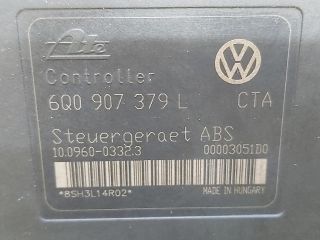 Ate
Controller
6Q0 907 379 L CTA
Steuergeraet ABS
10.0960-0332.3 00003051D0
*8SH3L14R02* MADE IN HUNGARY